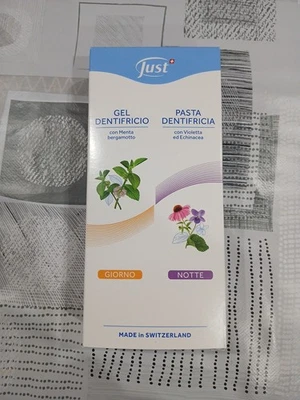 Just
GEL
DENTIFRICIO
con Menta
bergamotto
PASTA
DENTIFRICIA
con Violetta
ed Echinacea
GIORNO
NOTTE
MADE in SWITZERLAND